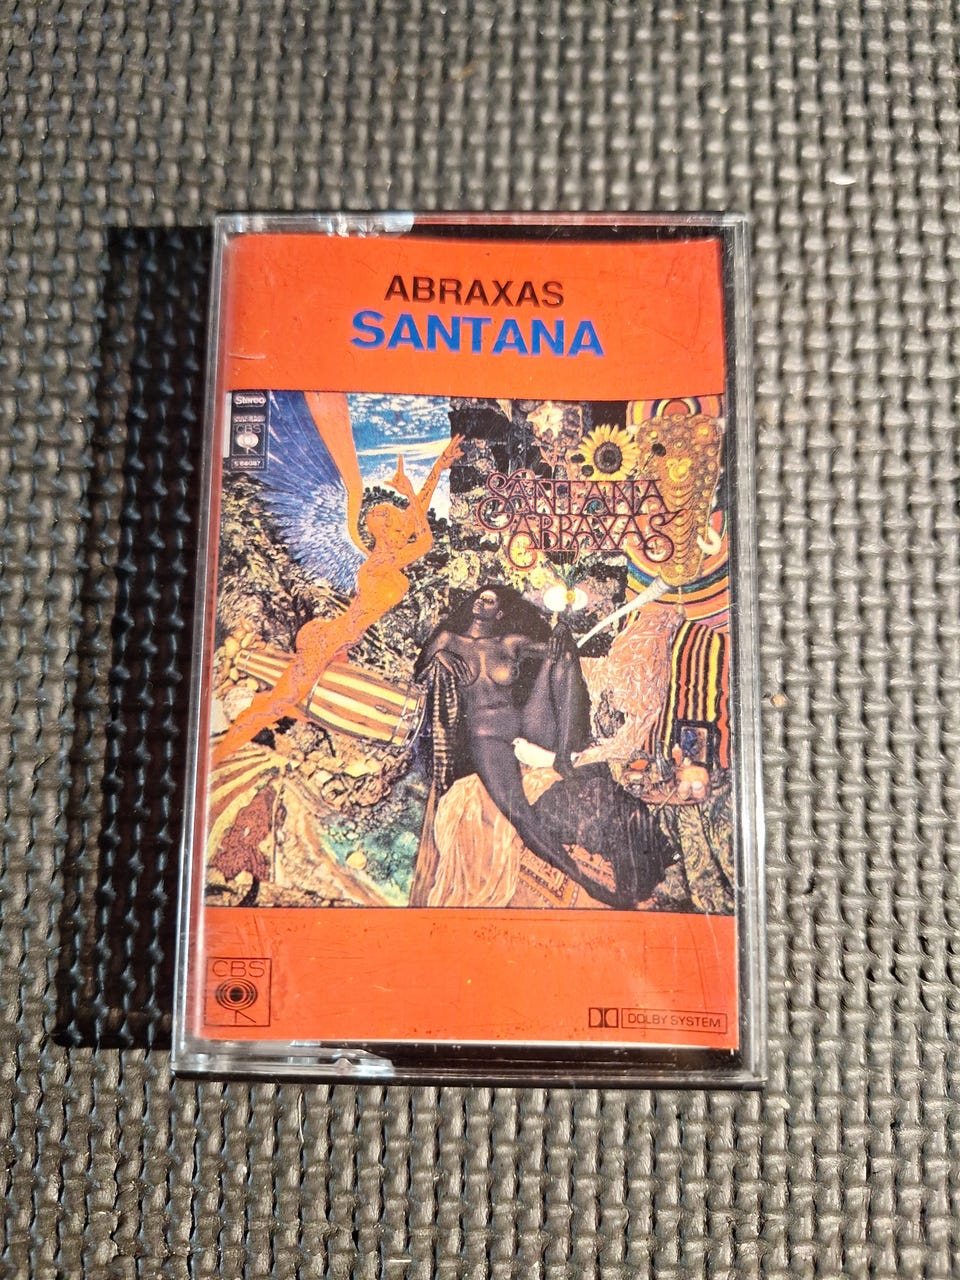 ABRAXAS
SANTANA
Stereo
CBS
SANTANA
ABRAXAS
CBS
DOLBY SYSTEM